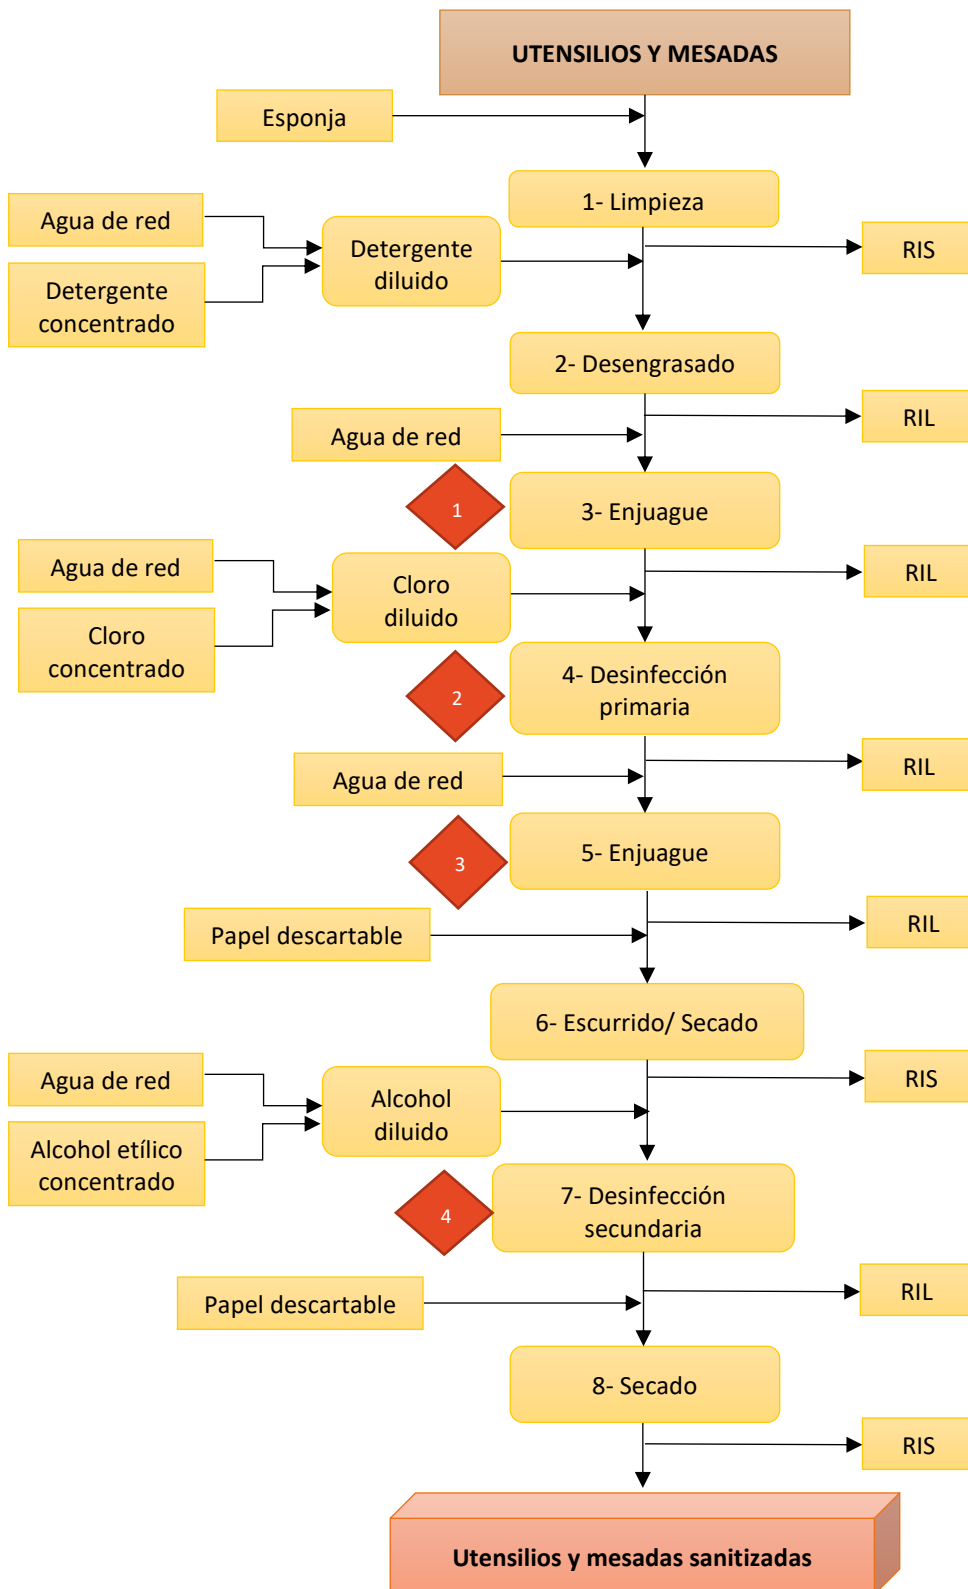 UTENSILIOS Y MESADAS
Esponja
1- Limpieza
Agua de red
Detergente
diluido
RIS
Detergente
concentrado
2- Desengrasado
RIL
Agua de red
1
3- Enjuague
Agua de red
Cloro
diluido
RIL
Cloro
concentrado
2
4- Desinfección
primaria
RIL
Agua de red
3
5- Enjuague
RIL
Papel descartable
6- Escurrido/ Secado
Agua de red
Alcohol
diluido
RIS
Alcohol etílico
concentrado
4
7- Desinfección
secundaria
RIL
Papel descartable
8- Secado
RIS
Utensilios y mesadas sanitizadas